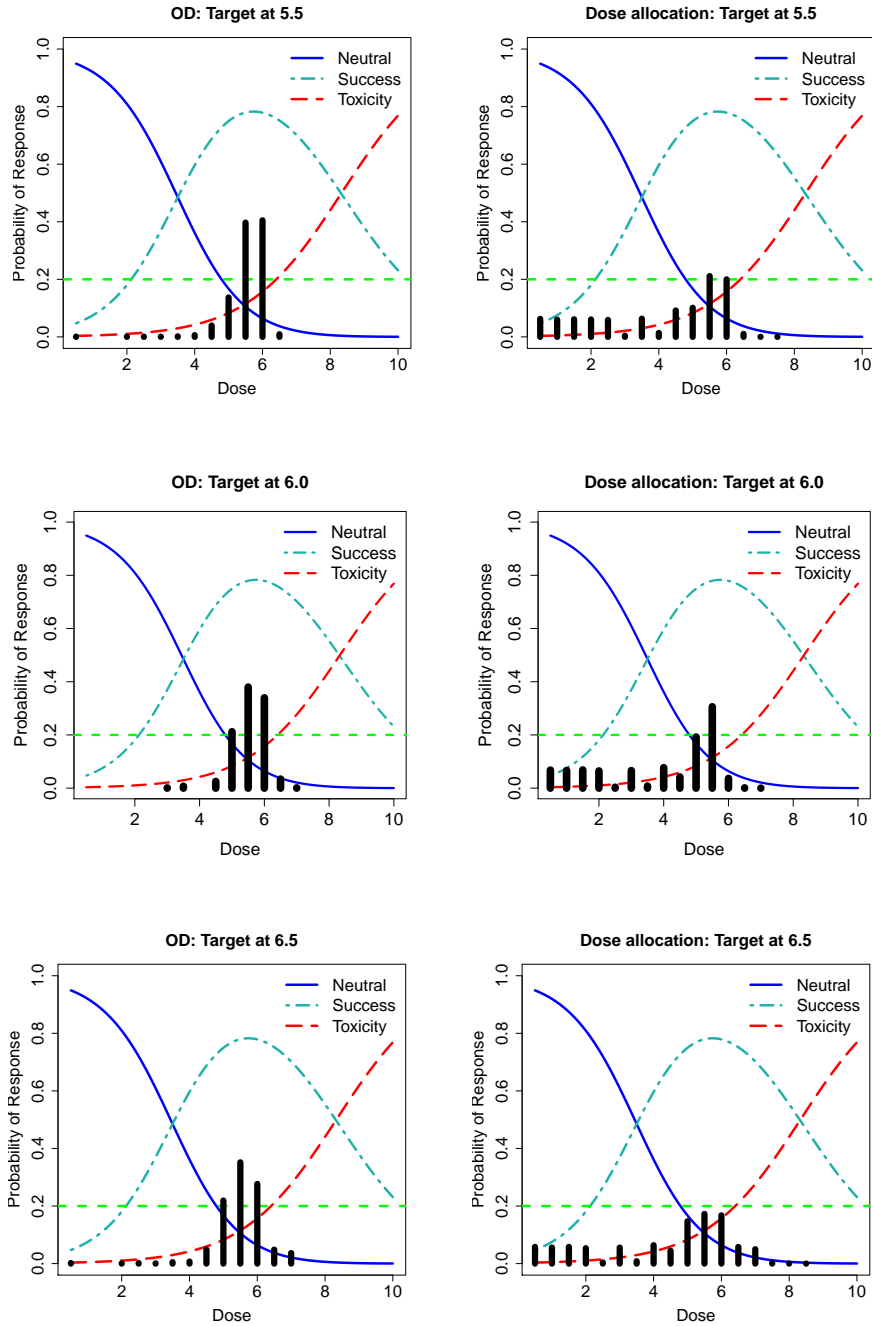 OD: Target at 5.5
Neutral
Success
Toxicity
Probability of Response
0.0 0.2 0.4 0.6 0.8 1.0
2 4 6 8 10
Dose
Dose allocation: Target at 5.5
Neutral
Success
Toxicity
Probability of Response
0.0 0.2 0.4 0.6 0.8 1.0
2 4 6 8 10
Dose
OD: Target at 6.0
Neutral
Success
Toxicity
Probability of Response
0.0 0.2 0.4 0.6 0.8 1.0
2 4 6 8 10
Dose
Dose allocation: Target at 6.0
Neutral
Success
Toxicity
Probability of Response
0.0 0.2 0.4 0.6 0.8 1.0
2 4 6 8 10
Dose
OD: Target at 6.5
Neutral
Success
Toxicity
Probability of Response
0.0 0.2 0.4 0.6 0.8 1.0
2 4 6 8 10
Dose
Dose allocation: Target at 6.5
Neutral
Success
Toxicity
Probability of Response
0.0 0.2 0.4 0.6 0.8 1.0
2 4 6 8 10
Dose